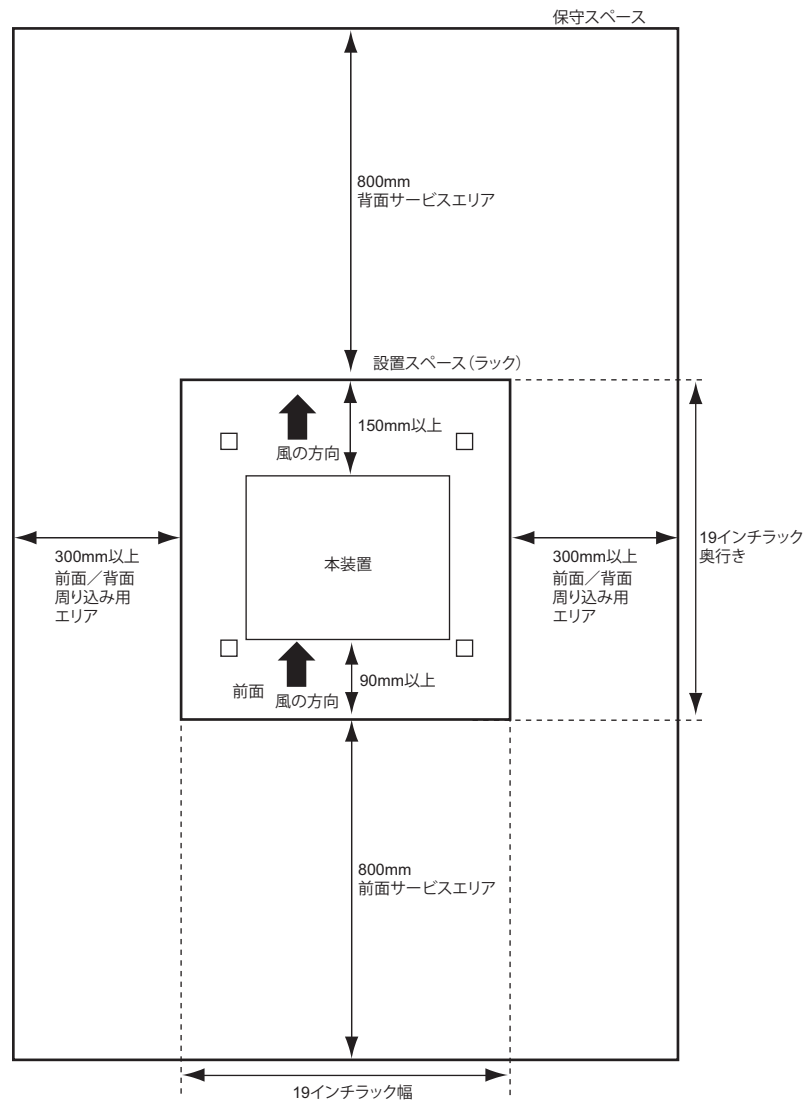 保守スペース
800mm
背面サービスエリア
設置スペース（ラック）
150mm以上
風の方向
300mm以上
前面／背面
周り込み用
エリア
本装置
300mm以上
前面／背面
周り込み用
エリア
19インチラック
奥行き
90mm以上
前面
風の方向
800mm
前面サービスエリア
19インチラック幅